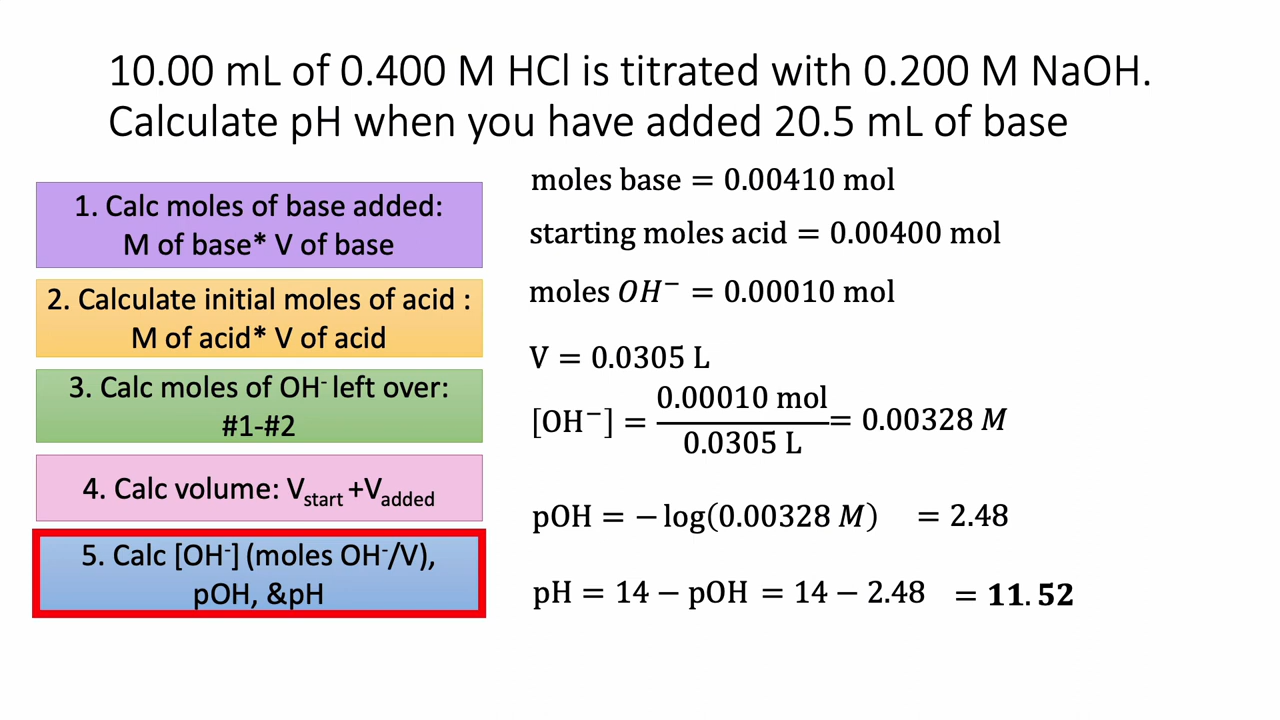 10.00 mL of 0.400 M HCl is titrated with 0.200 M NaOH.
Calculate pH when you have added 20.5 mL of base
1. Calc moles of base added:
M of base* V of base
2. Calculate initial moles of acid :
M of acid* V of acid
3. Calc moles of OH⁻ left over:
#1-#2
4. Calc volume: V_start +V_added
5. Calc [OH⁻] (moles OH⁻/V),
pOH, &pH
moles base = 0.00410 mol
starting moles acid = 0.00400 mol
moles OH⁻ = 0.00010 mol
V = 0.0305 L
[OH⁻] = 0.00010 mol / 0.0305 L = 0.00328 M
pOH = − log(0.00328 M) = 2.48
pH = 14 − pOH = 14 − 2.48 = 11.52